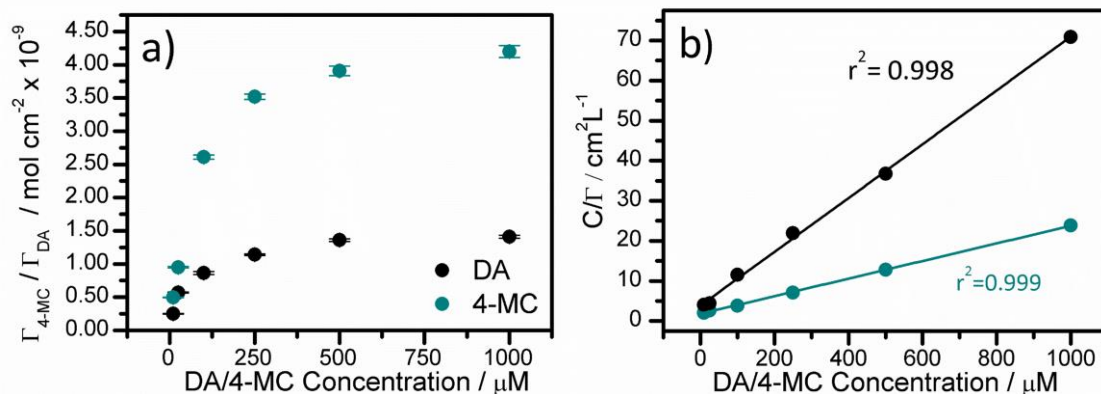 a)
Γ4-MC / ΓDA / mol cm⁻² x 10⁻⁹
4.50
4.00
3.50
3.00
2.50
2.00
1.50
1.00
0.50
0.00
DA
4-MC
0 250 500 750 1000
DA/4-MC Concentration / μM
b)
C/Γ / cm²L⁻¹
70
60
50
40
30
20
10
0
r² = 0.998
r²=0.999
0 200 400 600 800 1000
DA/4-MC Concentration / μM